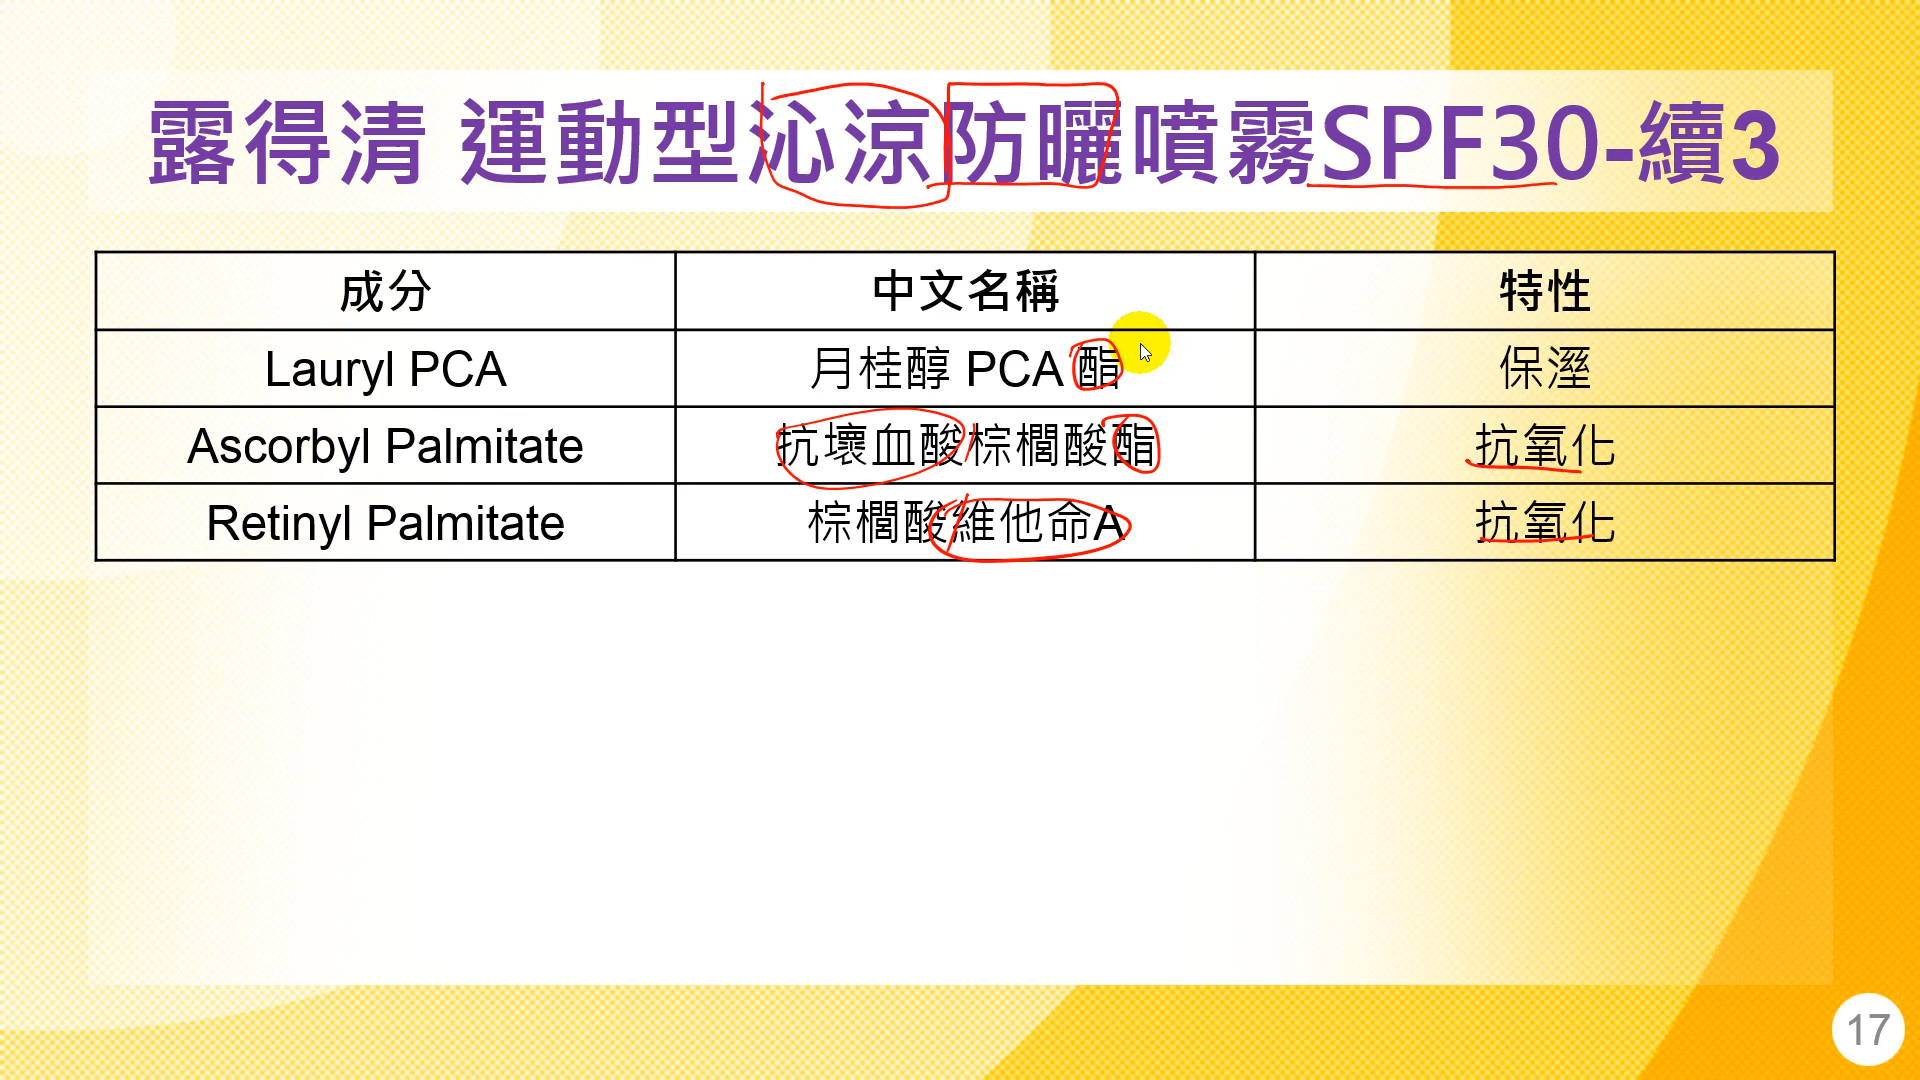 露得清 運動型沁涼防曬噴霧SPF30-續3
成分 中文名稱 特性
Lauryl PCA 月桂醇 PCA 酯 保溼
Ascorbyl Palmitate 抗壞血酸棕櫚酸酯 抗氧化
Retinyl Palmitate 棕櫚酸維他命A 抗氧化
17